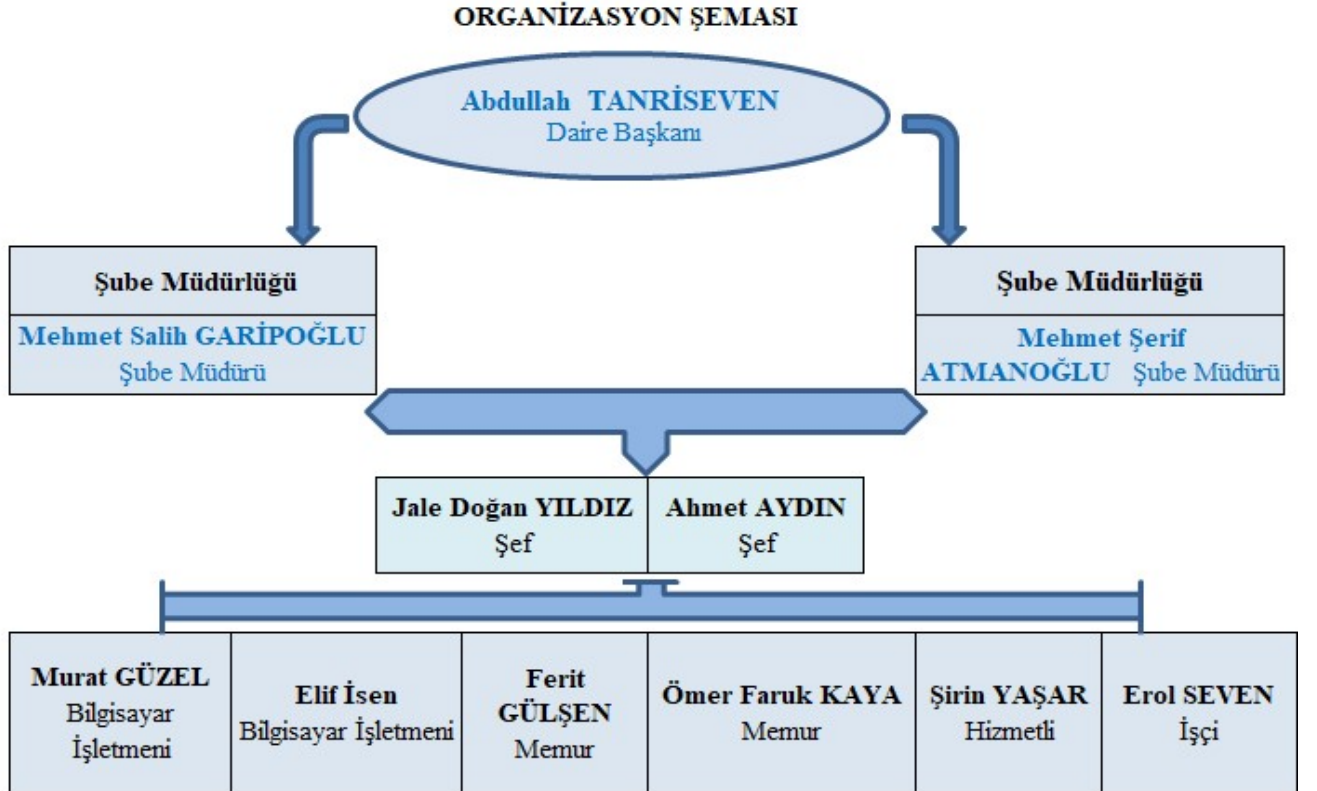 ORGANİZASYON ŞEMASI
Abdullah TANRİSEVEN
Daire Başkanı
Şube Müdürlüğü
Mehmet Salih GARİPOĞLU
Şube Müdürü
Şube Müdürlüğü
Mehmet Şerif
ATMANOĞLU Şube Müdürü
Jale Doğan YILDIZ
Şef
Ahmet AYDIN
Şef
Murat GÜZEL
Bilgisayar
İşletmeni
Elif İsen
Bilgisayar İşletmeni
Ferit
GÜLŞEN
Memur
Ömer Faruk KAYA
Memur
Şirin YAŞAR
Hizmetli
Erol SEVEN
İşçi